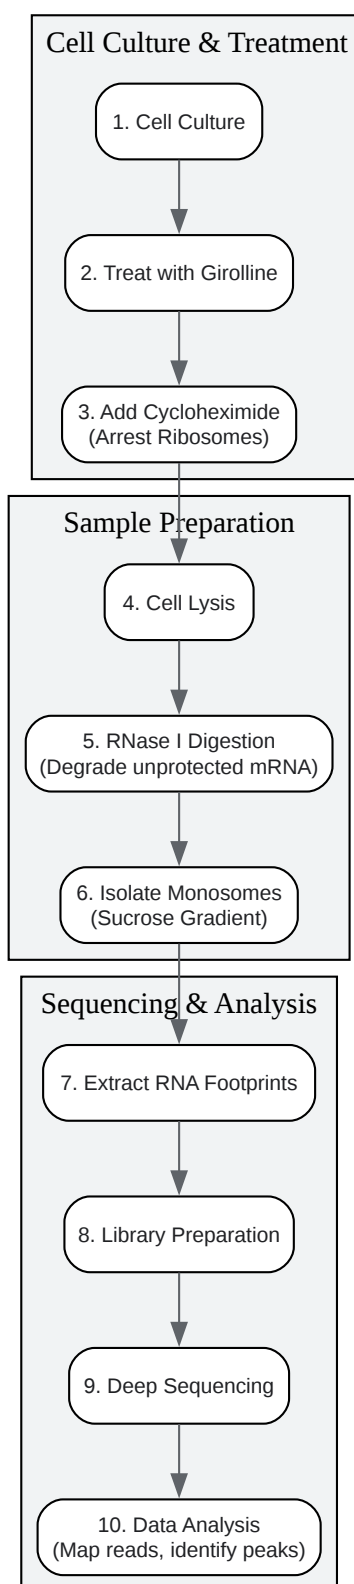 Cell Culture & Treatment
1. Cell Culture
2. Treat with Girolline
3. Add Cycloheximide
(Arrest Ribosomes)
Sample Preparation
4. Cell Lysis
5. RNase I Digestion
(Degrade unprotected mRNA)
6. Isolate Monosomes
(Sucrose Gradient)
Sequencing & Analysis
7. Extract RNA Footprints
8. Library Preparation
9. Deep Sequencing
10. Data Analysis
(Map reads, identify peaks)